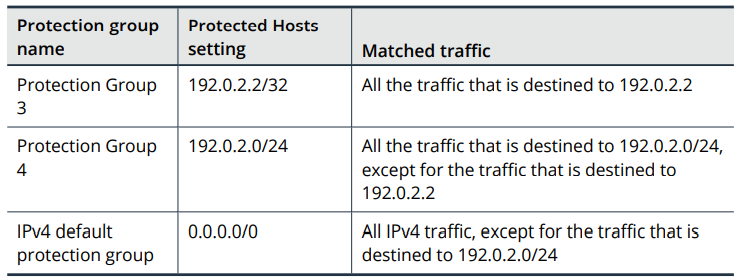 Protection group name
Protected Hosts setting
Matched traffic
Protection Group 3
192.0.2.2/32
All the traffic that is destined to 192.0.2.2
Protection Group 4
192.0.2.0/24
All the traffic that is destined to 192.0.2.0/24,
except for the traffic that is destined to
192.0.2.2
IPv4 default
protection group
0.0.0.0/0
All IPv4 traffic, except for the traffic that is
destined to 192.0.2.0/24